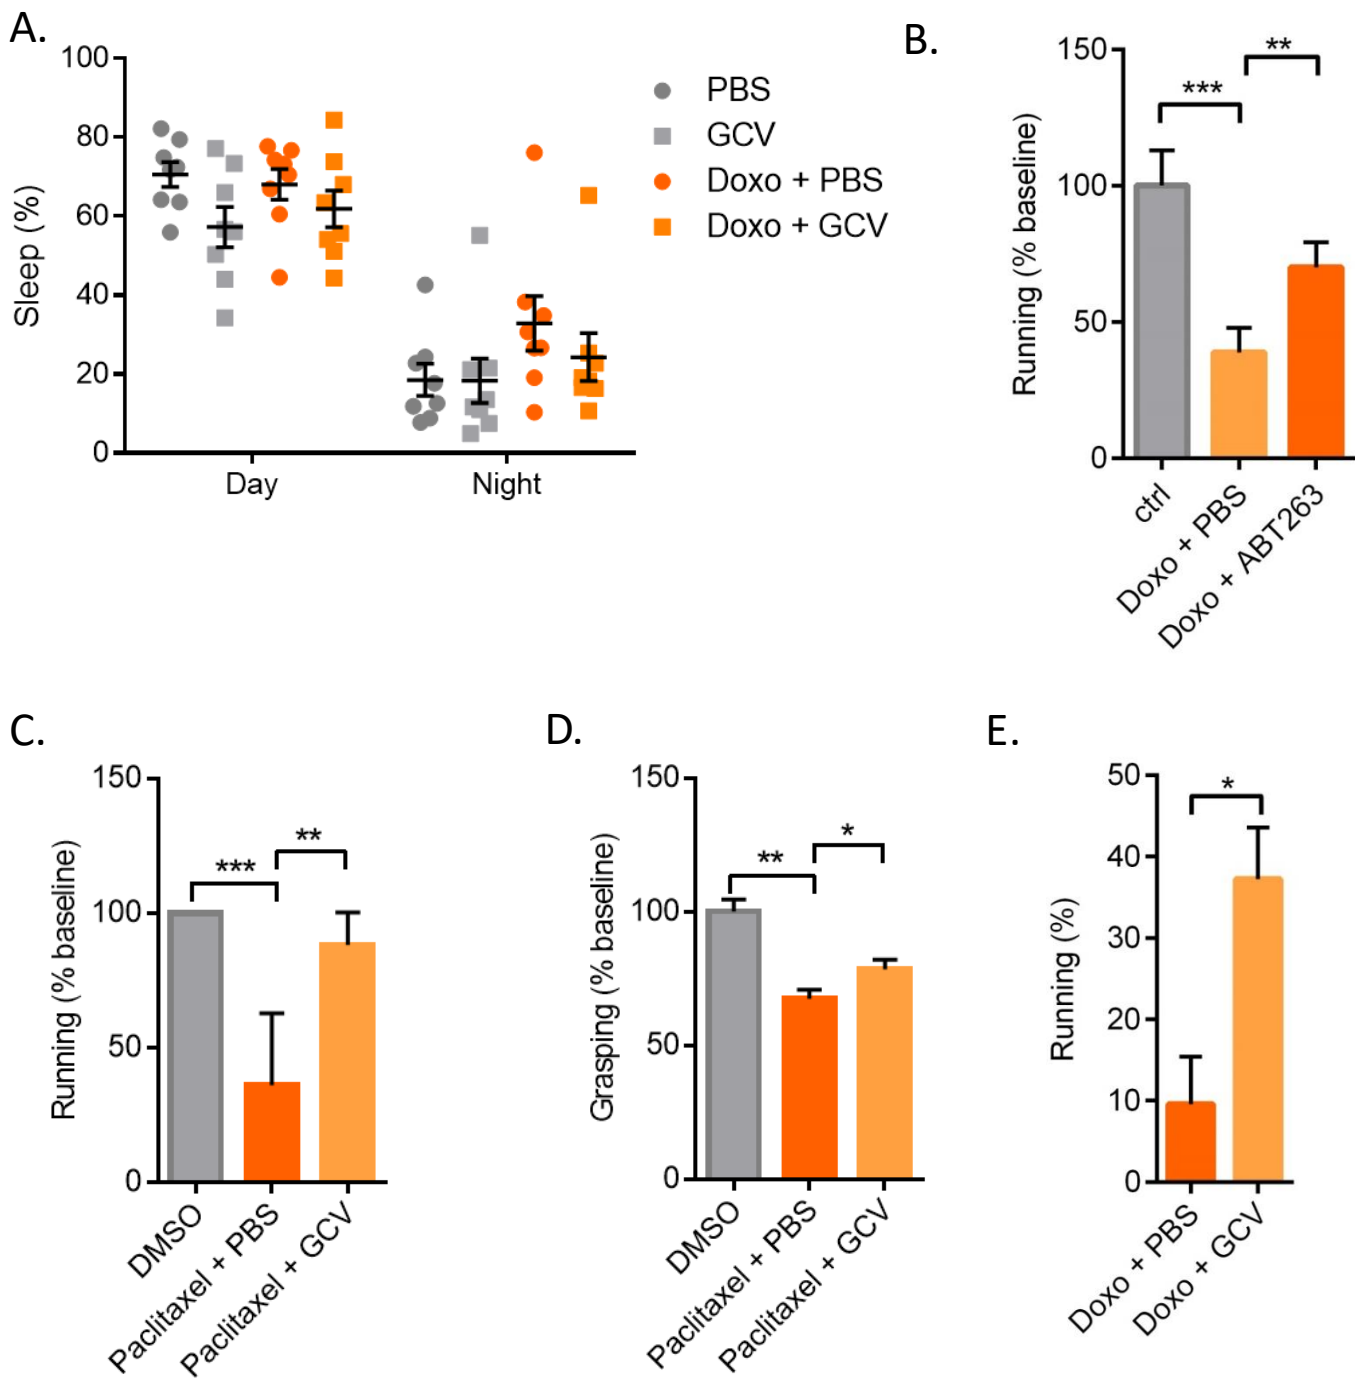 A.
100
80
60
40
20
0
Sleep (%)
Day
Night
PBS
GCV
Doxo + PBS
Doxo + GCV
B.
150
100
50
0
Running (% baseline)
***
**
ctrl
Doxo + PBS
Doxo + ABT263
C.
150
100
50
0
Running (% baseline)
***
**
DMSO
Paclitaxel + PBS
Paclitaxel + GCV
D.
150
100
50
0
Grasping (% baseline)
**
*
DMSO
Paclitaxel + PBS
Paclitaxel + GCV
E.
50
40
30
20
10
0
Running (%)
*
Doxo + PBS
Doxo + GCV